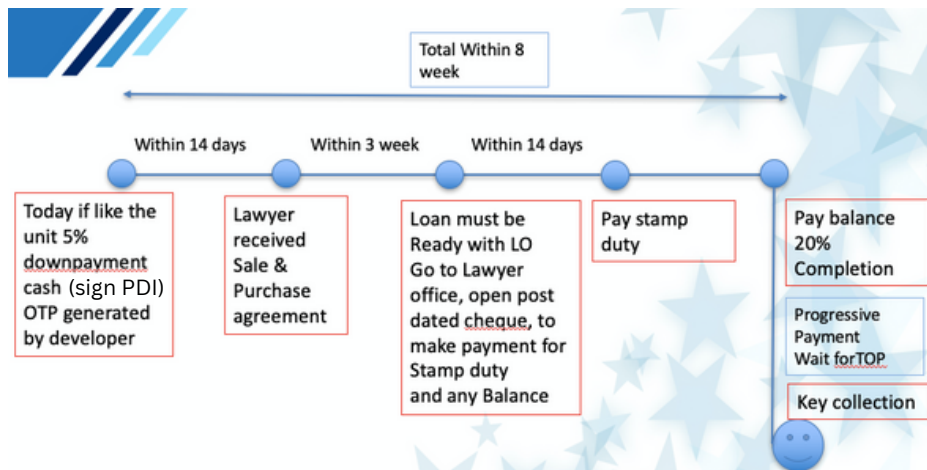 Total Within 8
week
Within 14 days
Within 3 week
Within 14 days
Today if like the
unit 5%
downpayment
cash (sign PDI)
OTP generated
by developer
Lawyer
received
Sale &
Purchase
agreement
Loan must be
Ready with LO
Go to Lawyer
office, open post
dated cheque, to
make payment for
Stamp duty
and any Balance
Pay stamp
duty
Pay balance
20%
Completion
Progressive
Payment
Wait forTOP
Key collection